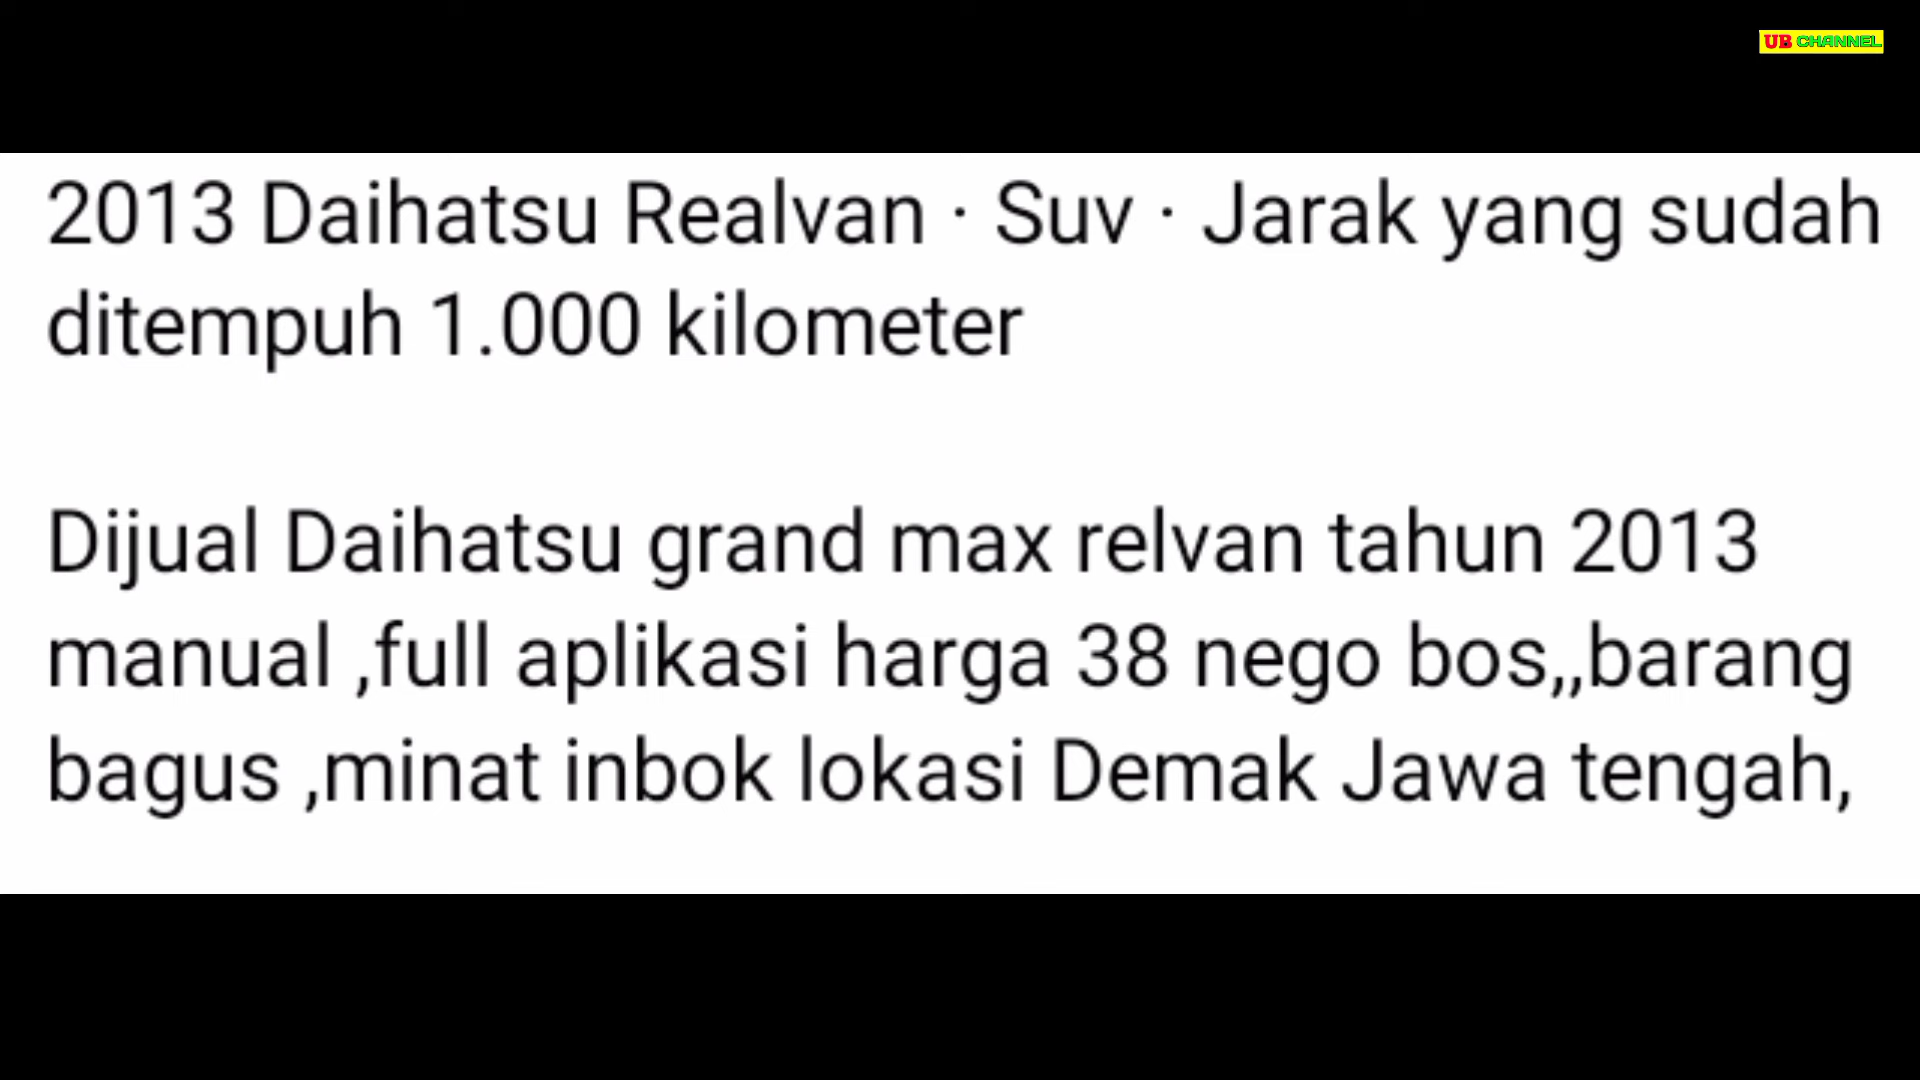 UB CHANNEL
2013 Daihatsu Realvan · Suv · Jarak yang sudah
ditempuh 1.000 kilometer
Dijual Daihatsu grand max relvan tahun 2013
manual ,full aplikasi harga 38 nego bos,,barang
bagus ,minat inbok lokasi Demak Jawa tengah,